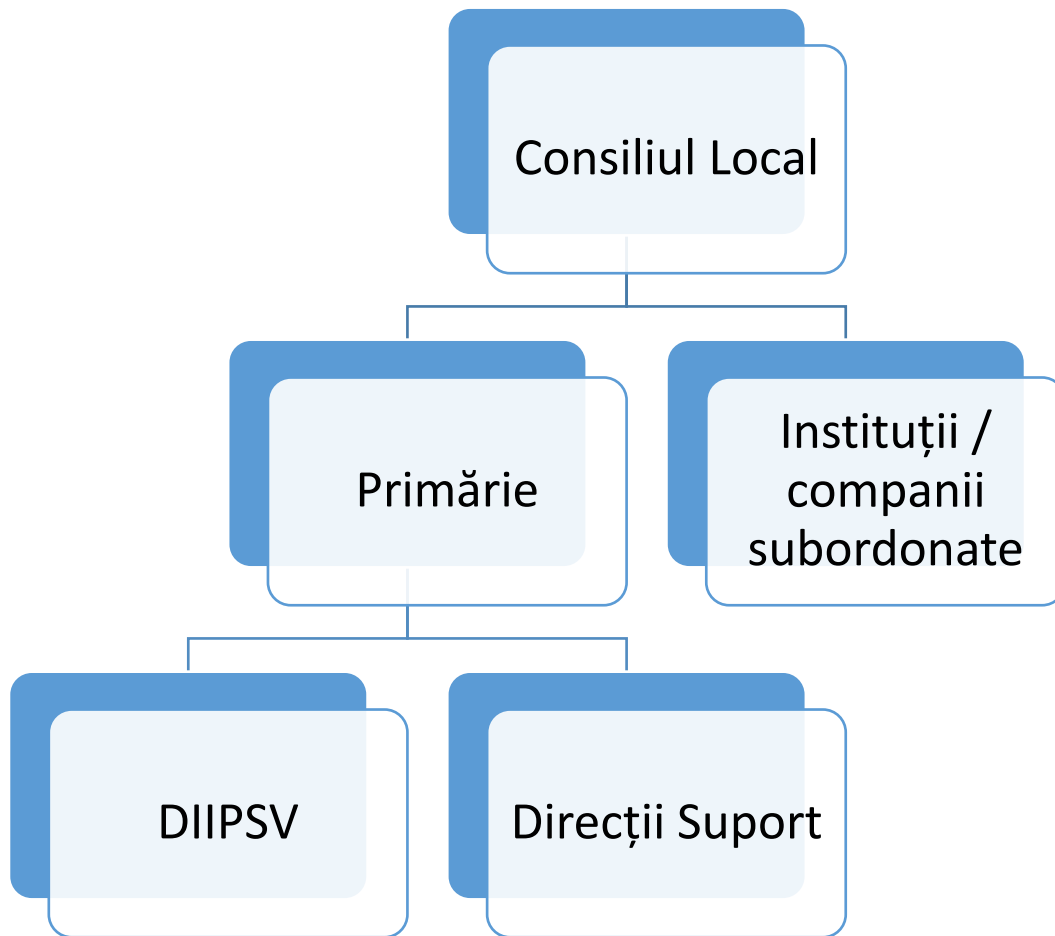 Consiliul Local
Primărie
Instituții /
companii
subordonate
DIIPSV
Direcții Suport